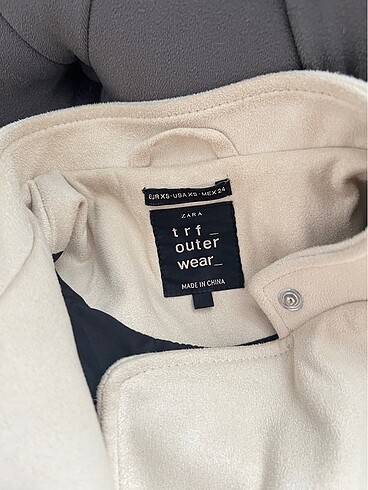 EUR XS · USA XS · MEX 24
ZARA
trf_
outer
wear_
MADE IN CHINA